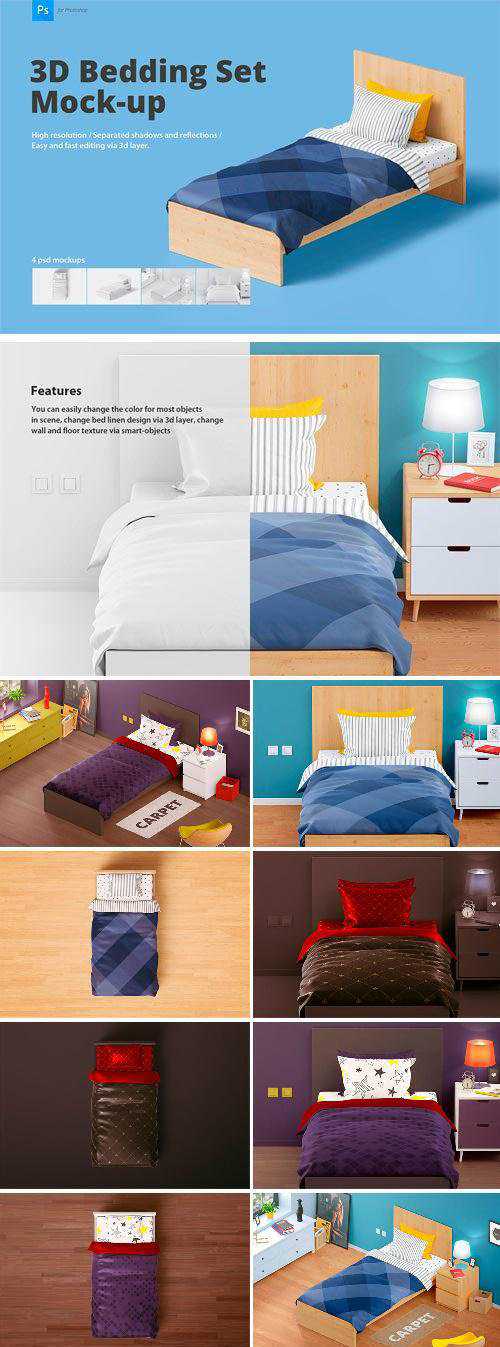 Ps for Photoshop
3D Bedding Set
Mock-up
High resolution / Separated shadows and reflections /
Easy and fast editing via 3d layer.
4 psd mockups
Features
You can easily change the color for most objects
in scene, change bed linen design via 3d layer, change
wall and floor texture via smart-objects
CARPET
CARPET